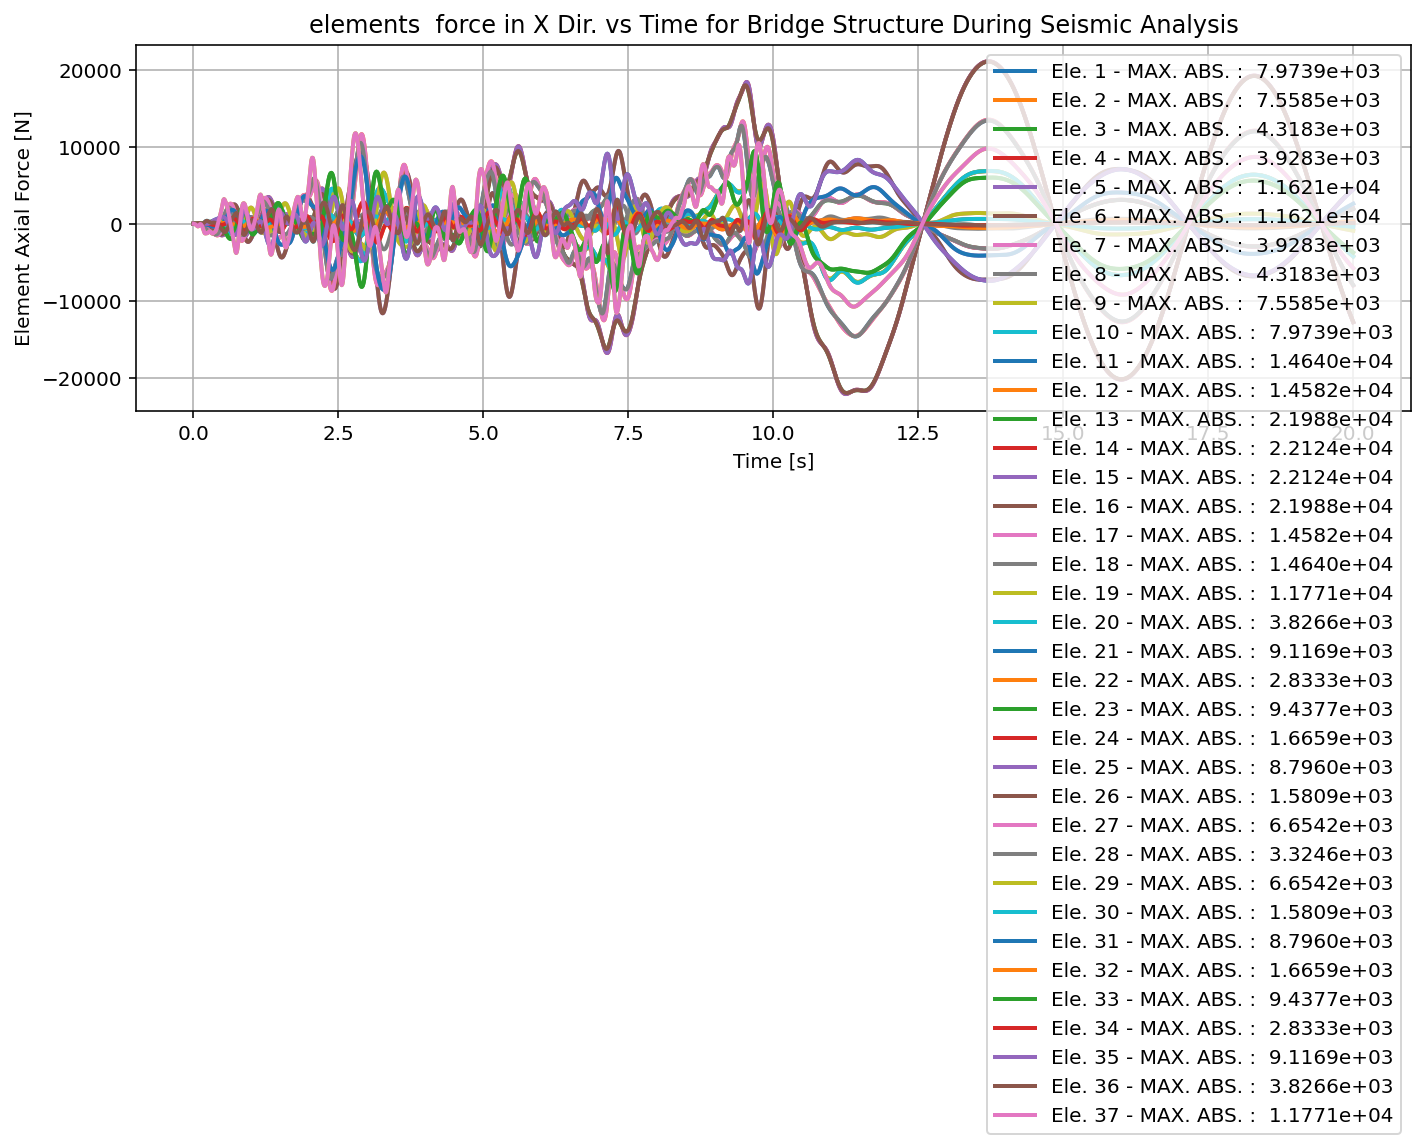 elements  force in X Dir. vs Time for Bridge Structure During Seismic Analysis
Element Axial Force [N]
20000
10000
0
−10000
−20000
0.0 2.5 5.0 7.5 10.0 12.5 15.0 17.5 20.0
Time [s]
Ele. 1 - MAX. ABS. :  7.9739e+03
Ele. 2 - MAX. ABS. :  7.5585e+03
Ele. 3 - MAX. ABS. :  4.3183e+03
Ele. 4 - MAX. ABS. :  3.9283e+03
Ele. 5 - MAX. ABS. :  1.1621e+04
Ele. 6 - MAX. ABS. :  1.1621e+04
Ele. 7 - MAX. ABS. :  3.9283e+03
Ele. 8 - MAX. ABS. :  4.3183e+03
Ele. 9 - MAX. ABS. :  7.5585e+03
Ele. 10 - MAX. ABS. :  7.9739e+03
Ele. 11 - MAX. ABS. :  1.4640e+04
Ele. 12 - MAX. ABS. :  1.4582e+04
Ele. 13 - MAX. ABS. :  2.1988e+04
Ele. 14 - MAX. ABS. :  2.2124e+04
Ele. 15 - MAX. ABS. :  2.2124e+04
Ele. 16 - MAX. ABS. :  2.1988e+04
Ele. 17 - MAX. ABS. :  1.4582e+04
Ele. 18 - MAX. ABS. :  1.4640e+04
Ele. 19 - MAX. ABS. :  1.1771e+04
Ele. 20 - MAX. ABS. :  3.8266e+03
Ele. 21 - MAX. ABS. :  9.1169e+03
Ele. 22 - MAX. ABS. :  2.8333e+03
Ele. 23 - MAX. ABS. :  9.4377e+03
Ele. 24 - MAX. ABS. :  1.6659e+03
Ele. 25 - MAX. ABS. :  8.7960e+03
Ele. 26 - MAX. ABS. :  1.5809e+03
Ele. 27 - MAX. ABS. :  6.6542e+03
Ele. 28 - MAX. ABS. :  3.3246e+03
Ele. 29 - MAX. ABS. :  6.6542e+03
Ele. 30 - MAX. ABS. :  1.5809e+03
Ele. 31 - MAX. ABS. :  8.7960e+03
Ele. 32 - MAX. ABS. :  1.6659e+03
Ele. 33 - MAX. ABS. :  9.4377e+03
Ele. 34 - MAX. ABS. :  2.8333e+03
Ele. 35 - MAX. ABS. :  9.1169e+03
Ele. 36 - MAX. ABS. :  3.8266e+03
Ele. 37 - MAX. ABS. :  1.1771e+04